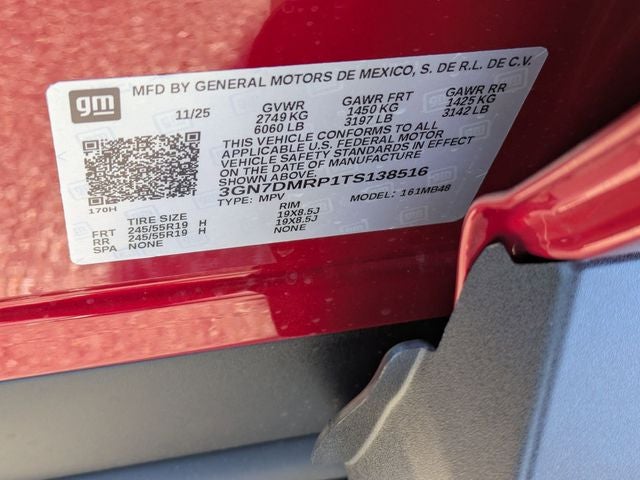 gm
MFD BY GENERAL MOTORS DE MEXICO, S. DE R.L. DE C.V.
11/25 GVWR GAWR FRT GAWR RR
2749 KG 1450 KG 1425 KG
6060 LB 3197 LB 3142 LB
THIS VEHICLE CONFORMS TO ALL
APPLICABLE U.S. FEDERAL MOTOR
VEHICLE SAFETY STANDARDS IN EFFECT
ON THE DATE OF MANUFACTURE
SHOWN ABOVE.
3GN7DMRP1TS138516
170H TYPE: MPV MODEL: 161MB48
TIRE SIZE RIM
FRT 245/55R19 H 19X8.5J
RR 245/55R19 H 19X8.5J
SPA NONE NONE